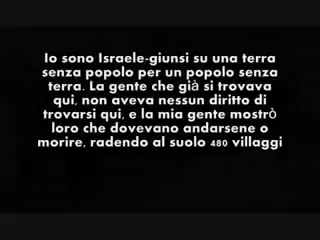 Io sono Israele-giunsi su una terra
senza popolo per un popolo senza
terra. La gente che già si trovava
qui, non aveva nessun diritto di
trovarsi qui, e la mia gente mostrò
loro che dovevano andarsene o
morire, radendo al suolo 480 villaggi